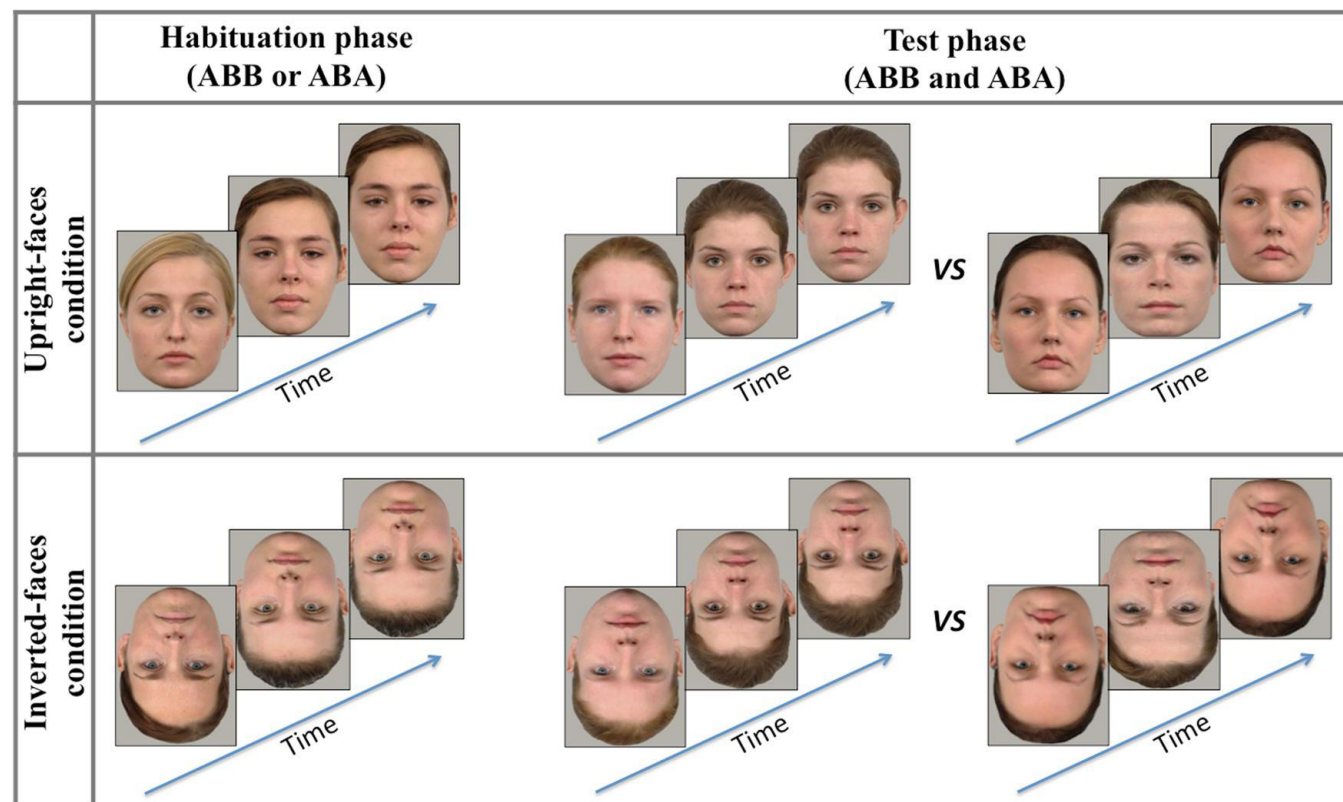 Habituation phase
(ABB or ABA)
Test phase
(ABB and ABA)
Upright-faces
condition
Time
Time
VS
Time
Inverted-faces
condition
Time
Time
VS
Time